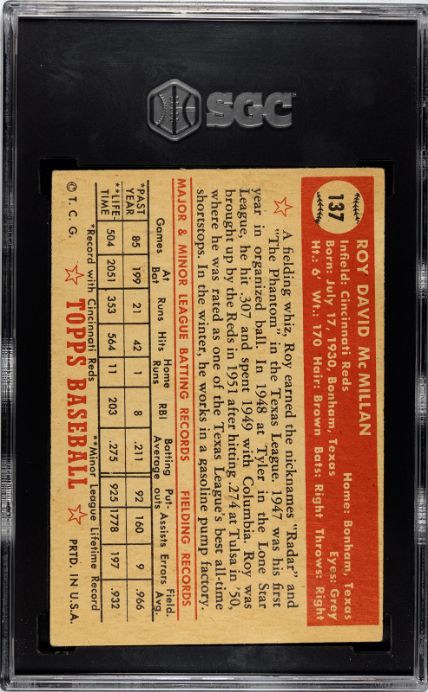 SGC
137
ROY DAVID McMILLAN
Infield: Cincinnati Reds Home: Bonham, Texas
Born: July 17, 1930, Bonham, Texas Eyes: Grey
Ht.: 6' Wt.: 170 Hair: Brown Bats: Right Throws: Right
A fielding whiz, Roy earned the nicknames "Radar" and
"The Phantom" in the Texas League. 1947 was his first
year in organized ball. In 1948 at Tyler in the Lone Star
League, he hit .307 and spent 1949 with Columbia. Roy was
brought up by the Reds in 1951 after hitting .274 at Tulsa in '50,
where he was rated as one of the Texas League's best all-time
shortstops. In the winter, he works in a gasoline pump factory.
MAJOR & MINOR LEAGUE BATTING RECORDS FIELDING RECORDS
Games At Bat Runs Hits Home Runs RBI Batting Average Put-outs Assists Errors Field. Avg.
*PAST YEAR 85 199 21 42 1 8 .211 92 160 9 .966
**LIFE-TIME 504 2051 353 564 11 203 .275 925 1778 197 .932
*Record with Cincinnati Reds **Minor League Lifetime Record
© T. C. G. TOPPS BASEBALL PRTD. IN U.S.A.